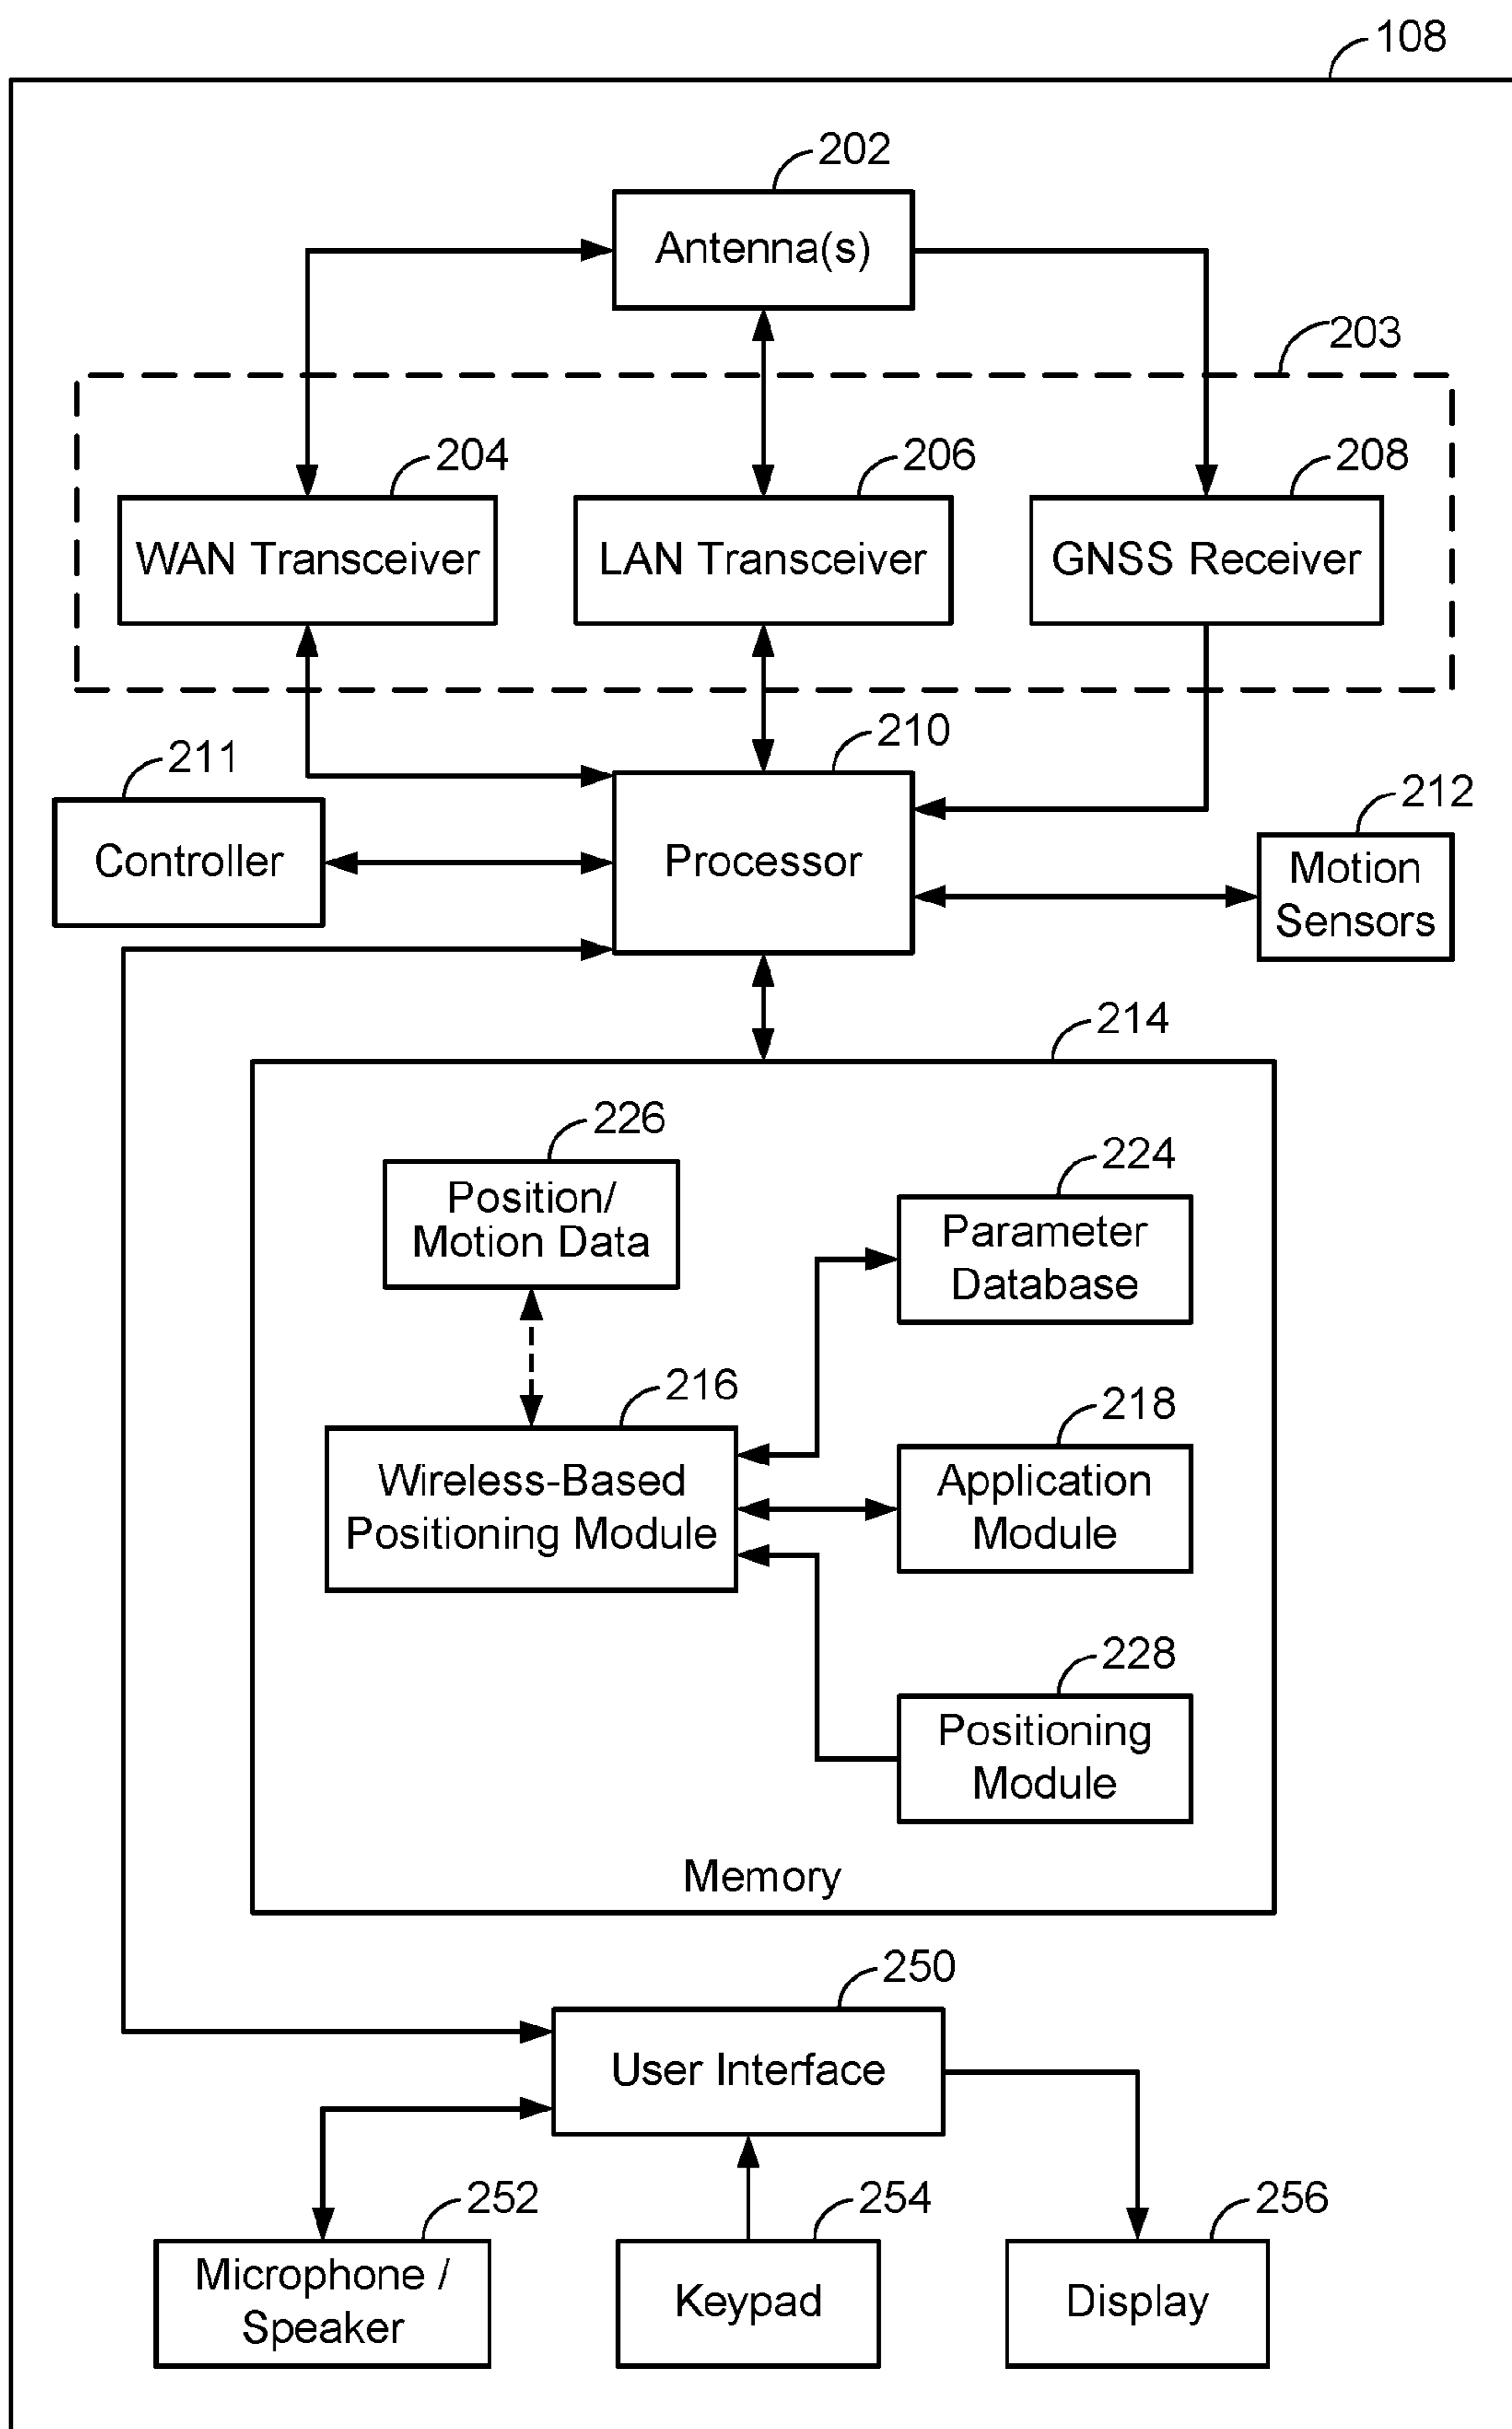 108
202
Antenna(s)
203
204
206
208
WAN Transceiver
LAN Transceiver
GNSS Receiver
210
211
212
Controller
Processor
Motion
Sensors
214
226
224
Position/
Motion Data
Parameter
Database
216
218
Wireless-Based
Positioning Module
Application
Module
228
Positioning
Module
Memory
250
User Interface
252
254
256
Microphone /
Speaker
Keypad
Display